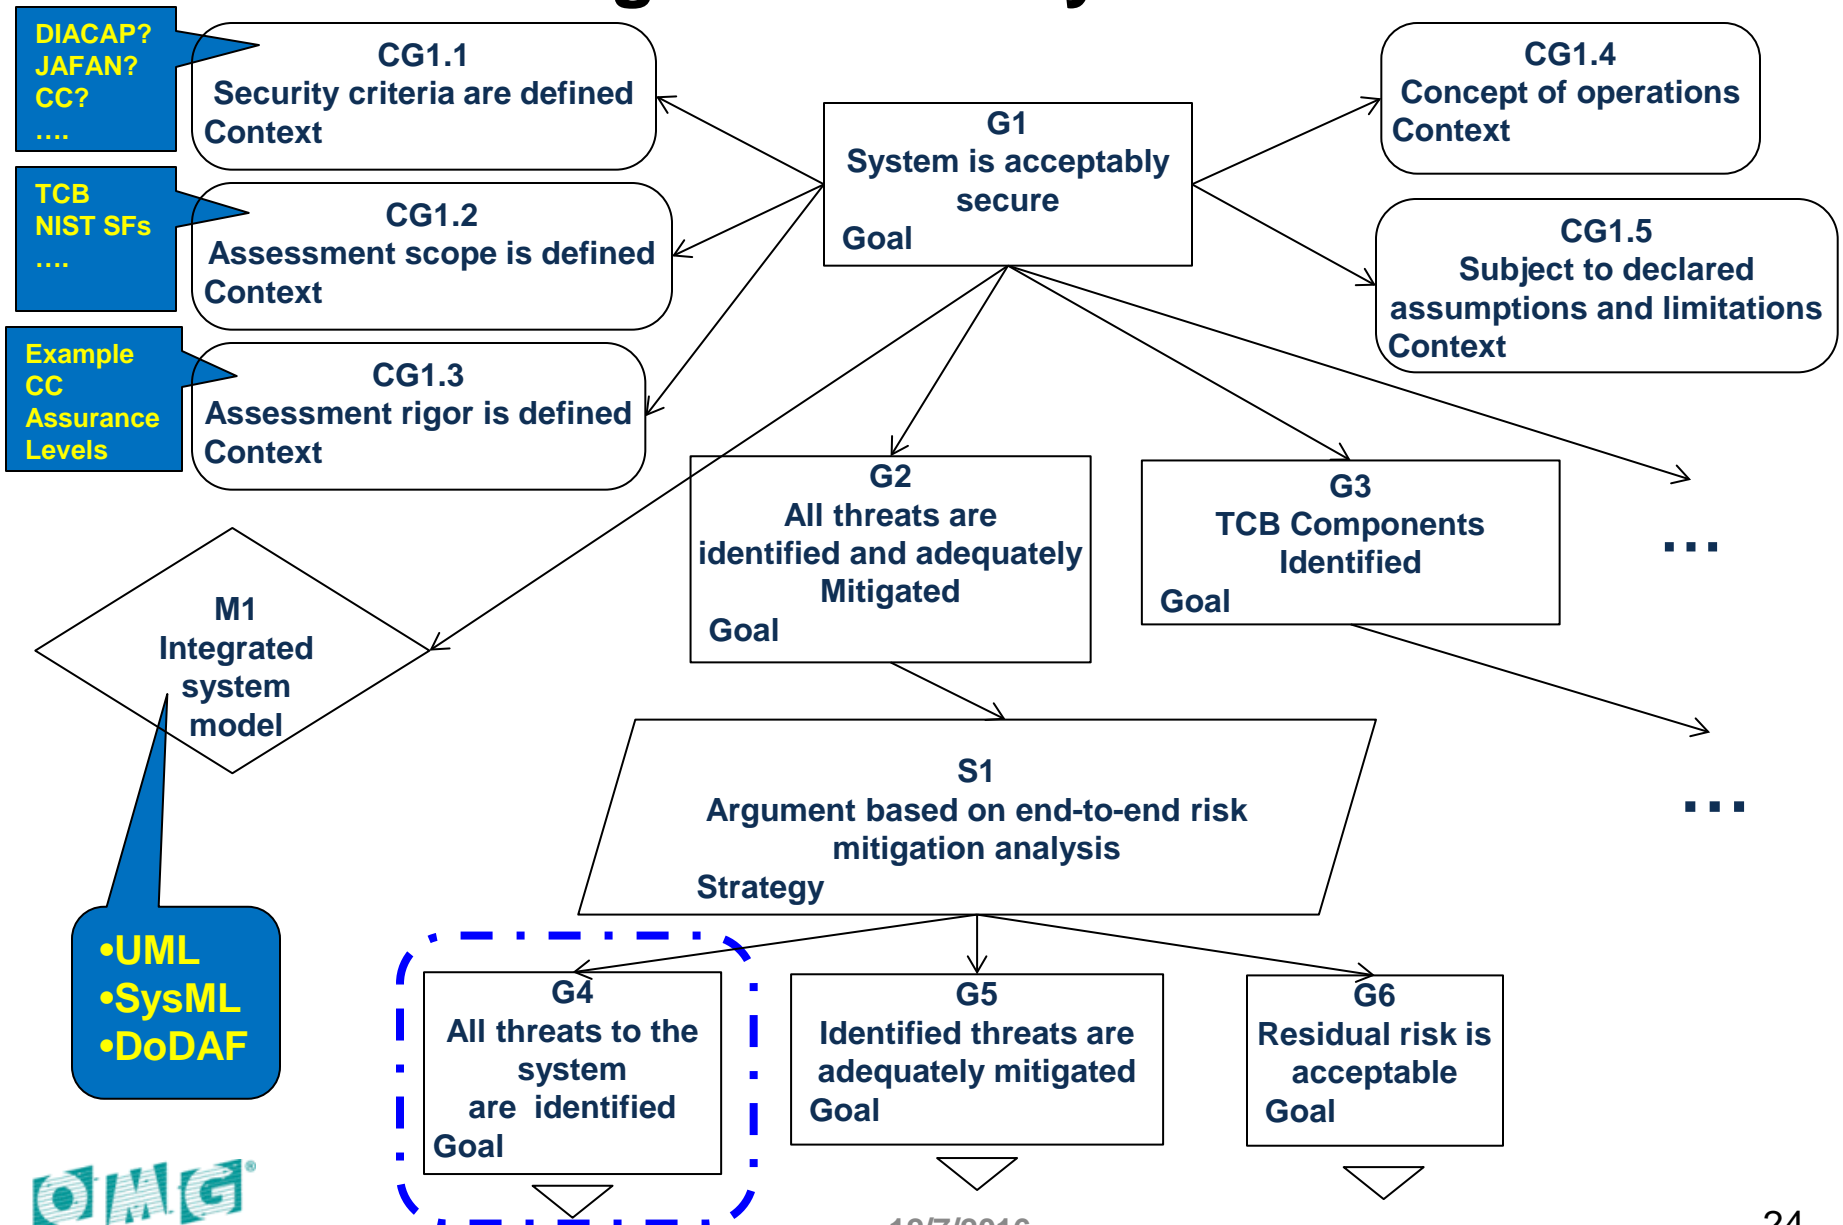 DIACAP?
JAFAN?
CC?
....
CG1.1
Security criteria are defined
Context
TCB
NIST SFs
....
CG1.2
Assessment scope is defined
Context
Example
CC
Assurance
Levels
CG1.3
Assessment rigor is defined
Context
G1
System is acceptably
secure
Goal
CG1.4
Concept of operations
Context
CG1.5
Subject to declared
assumptions and limitations
Context
G2
All threats are
identified and adequately
Mitigated
Goal
G3
TCB Components
Identified
Goal
...
M1
Integrated
system
model
S1
Argument based on end-to-end risk
mitigation analysis
Strategy
...
•UML
•SysML
•DoDAF
G4
All threats to the
system
are identified
Goal
G5
Identified threats are
adequately mitigated
Goal
G6
Residual risk is
acceptable
Goal
OMG®
24